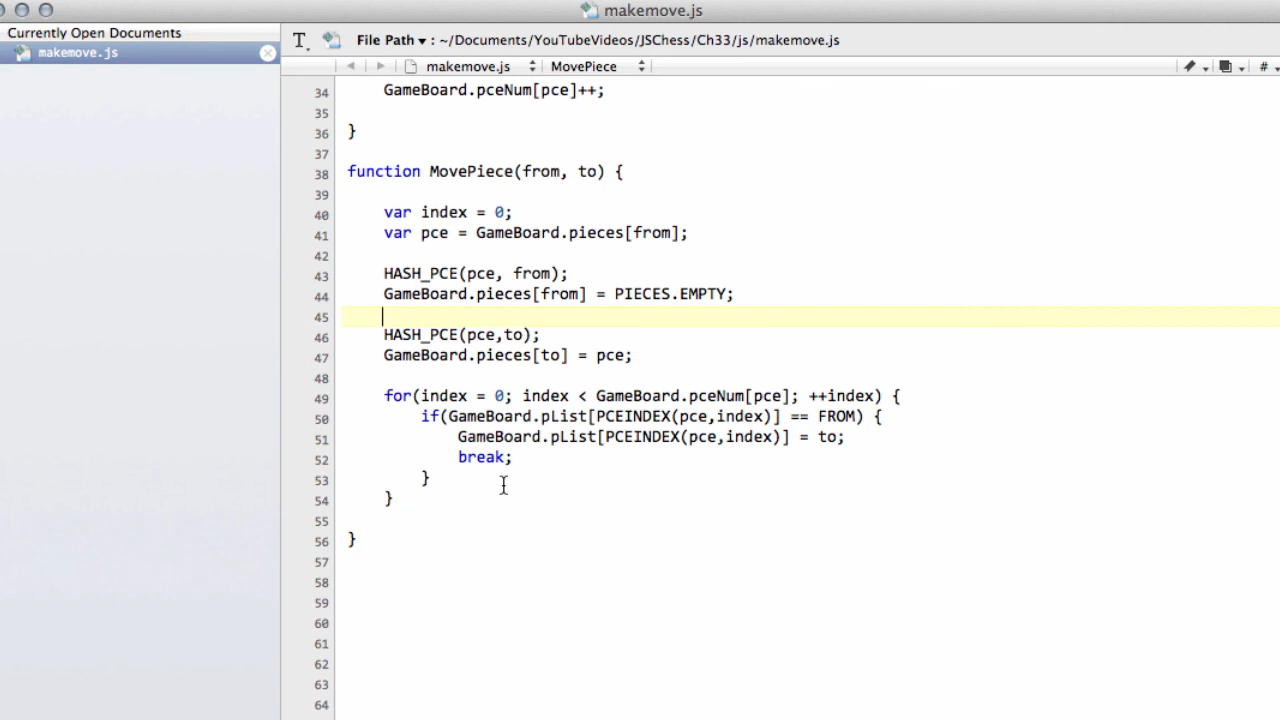 makemove.js
Currently Open Documents
makemove.js
T File Path ▾ : ~/Documents/YouTubeVideos/JSChess/Ch33/js/makemove.js
makemove.js MovePiece #
34 GameBoard.pceNum[pce]++;
35
36 }
37
38 function MovePiece(from, to) {
39
40 var index = 0;
41 var pce = GameBoard.pieces[from];
42
43 HASH_PCE(pce, from);
44 GameBoard.pieces[from] = PIECES.EMPTY;
45
46 HASH_PCE(pce,to);
47 GameBoard.pieces[to] = pce;
48
49 for(index = 0; index < GameBoard.pceNum[pce]; ++index) {
50 if(GameBoard.pList[PCEINDEX(pce,index)] == FROM) {
51 GameBoard.pList[PCEINDEX(pce,index)] = to;
52 break;
53 }
54 }
55
56 }
57
58
59
60
61
62
63
64